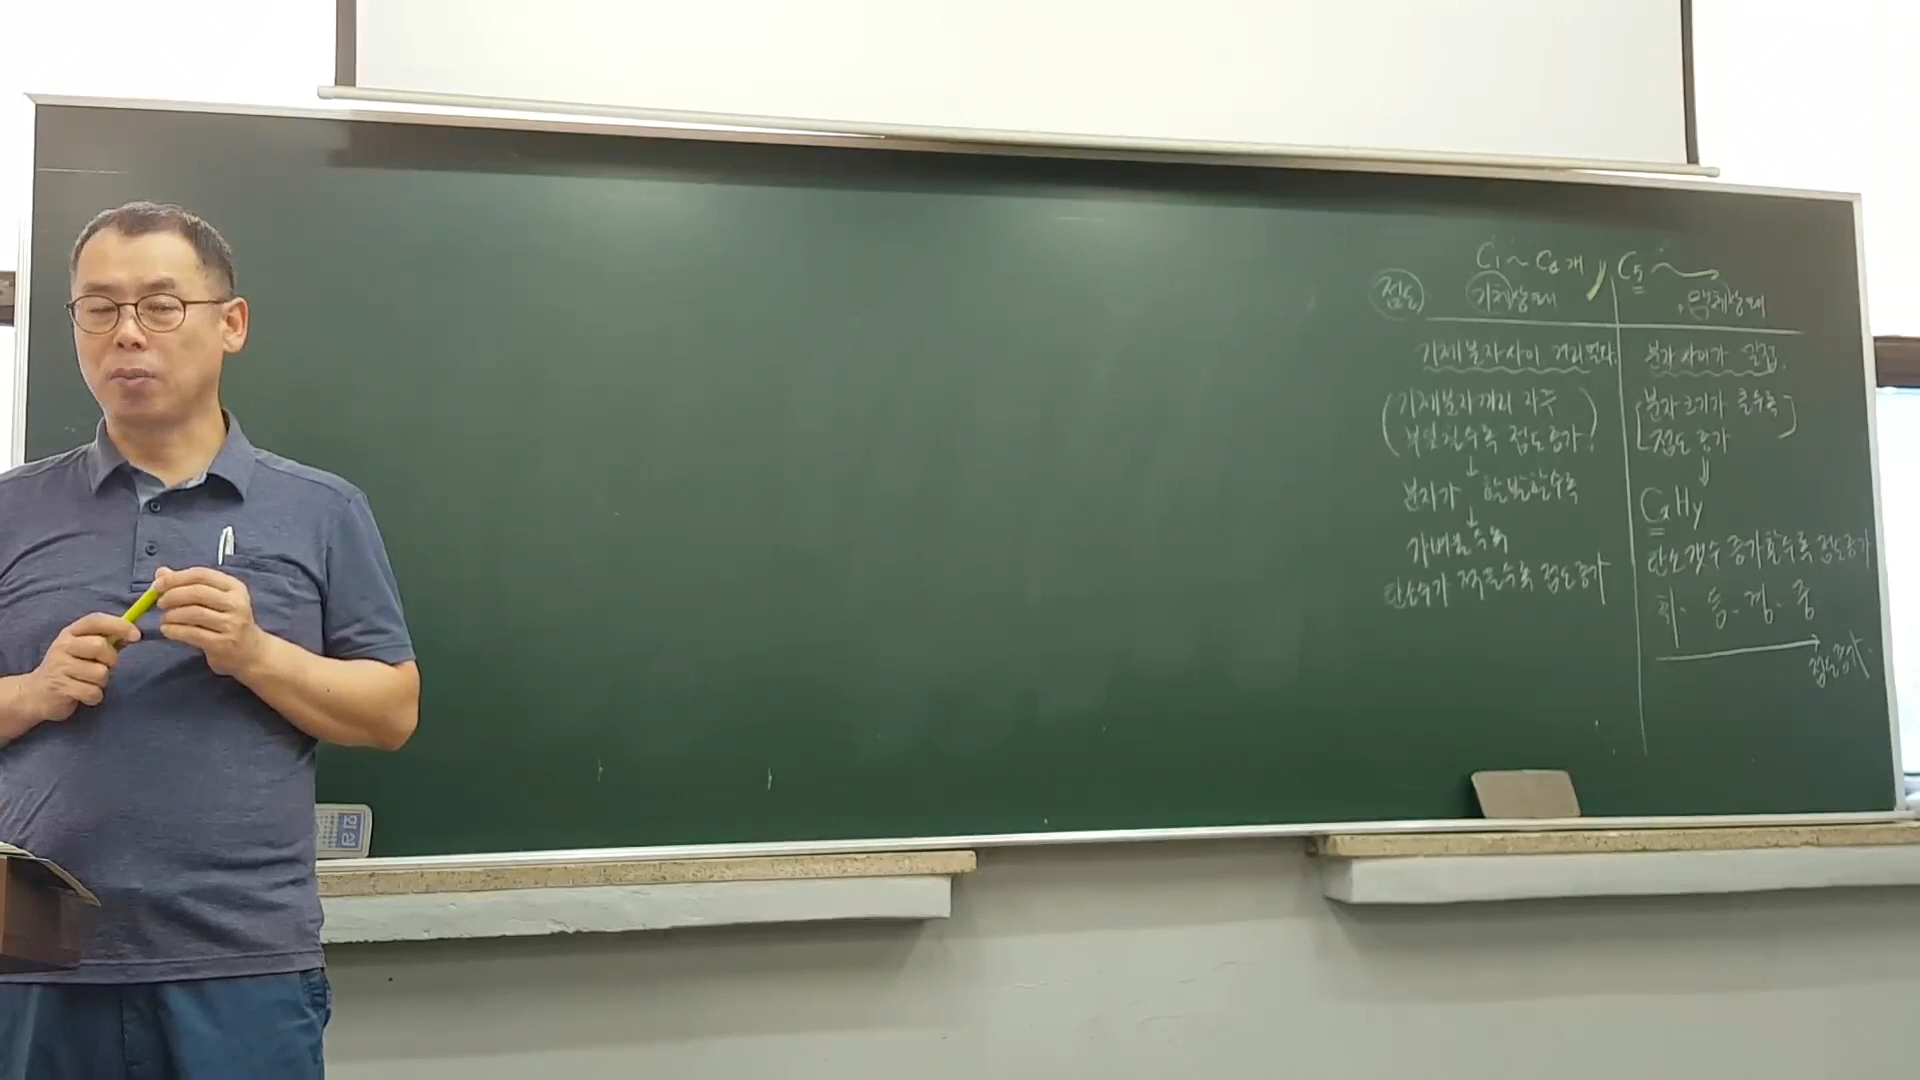 점도
C₁ ~ C₄개
기체상태
기체분자사이 거리멀다.
(기체분자끼리 자주
부딪힐수록 점도증가.)
↓
분자가 활발할수록
↓
가벼울수록
탄소수가 적을수록 점도증가
C₅ ~→
액체상태
분자사이가 밀접.
[분자크기가 클수록
점도증가]
⇓
CxHy
탄소갯수 증가할수록 점도증가
휘. 등. 경. 중
→
점도증가.